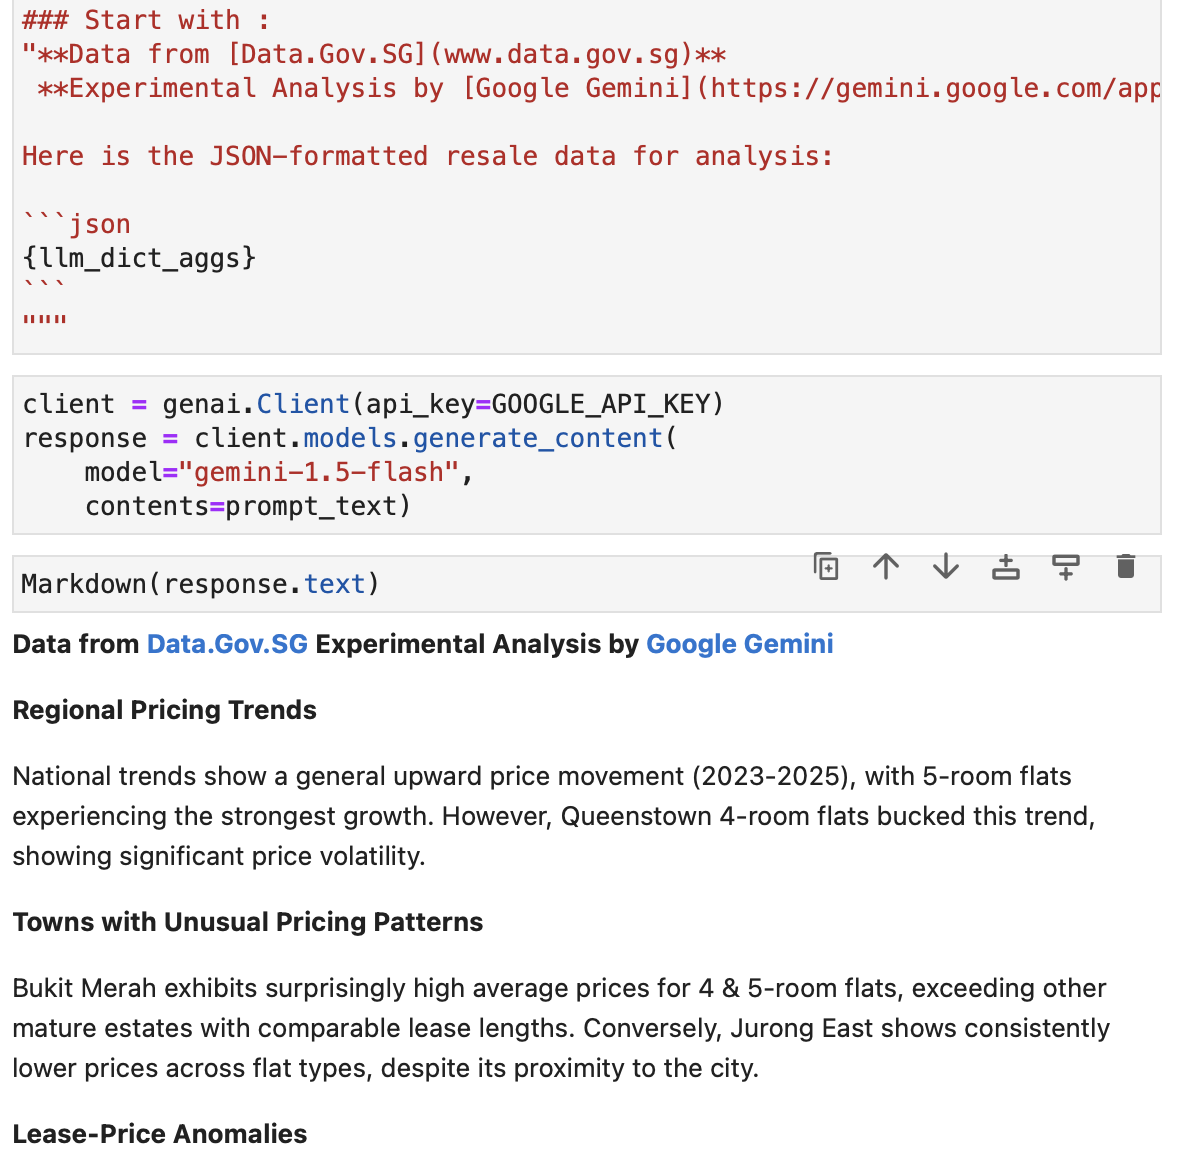 ### Start with :
"**Data from [Data.Gov.SG](www.data.gov.sg)**
 **Experimental Analysis by [Google Gemini](https://gemini.google.com/app
Here is the JSON-formatted resale data for analysis:
```json
{llm_dict_aggs}
```
"""
client = genai.Client(api_key=GOOGLE_API_KEY)
response = client.models.generate_content(
    model="gemini-1.5-flash",
    contents=prompt_text)
Markdown(response.text)
Data from Data.Gov.SG Experimental Analysis by Google Gemini
Regional Pricing Trends
National trends show a general upward price movement (2023-2025), with 5-room flats
experiencing the strongest growth. However, Queenstown 4-room flats bucked this trend,
showing significant price volatility.
Towns with Unusual Pricing Patterns
Bukit Merah exhibits surprisingly high average prices for 4 & 5-room flats, exceeding other
mature estates with comparable lease lengths. Conversely, Jurong East shows consistently
lower prices across flat types, despite its proximity to the city.
Lease-Price Anomalies